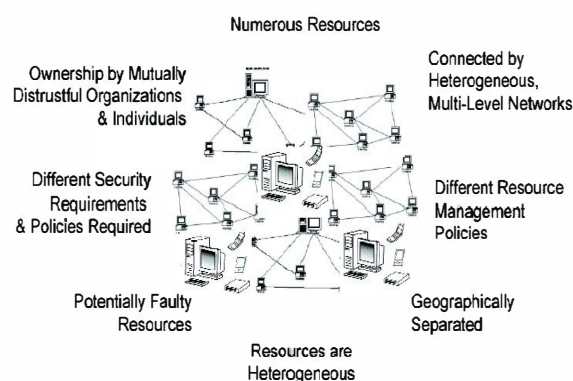 Numerous Resources
Ownership by Mutually
Distrustful Organizations
& Individuals
Connected by
Heterogeneous,
Multi-Level Networks
Different Security
Requirements
& Policies Required
Different Resource
Management
Policies
Potentially Faulty
Resources
Geographically
Separated
Resources are
Heterogeneous